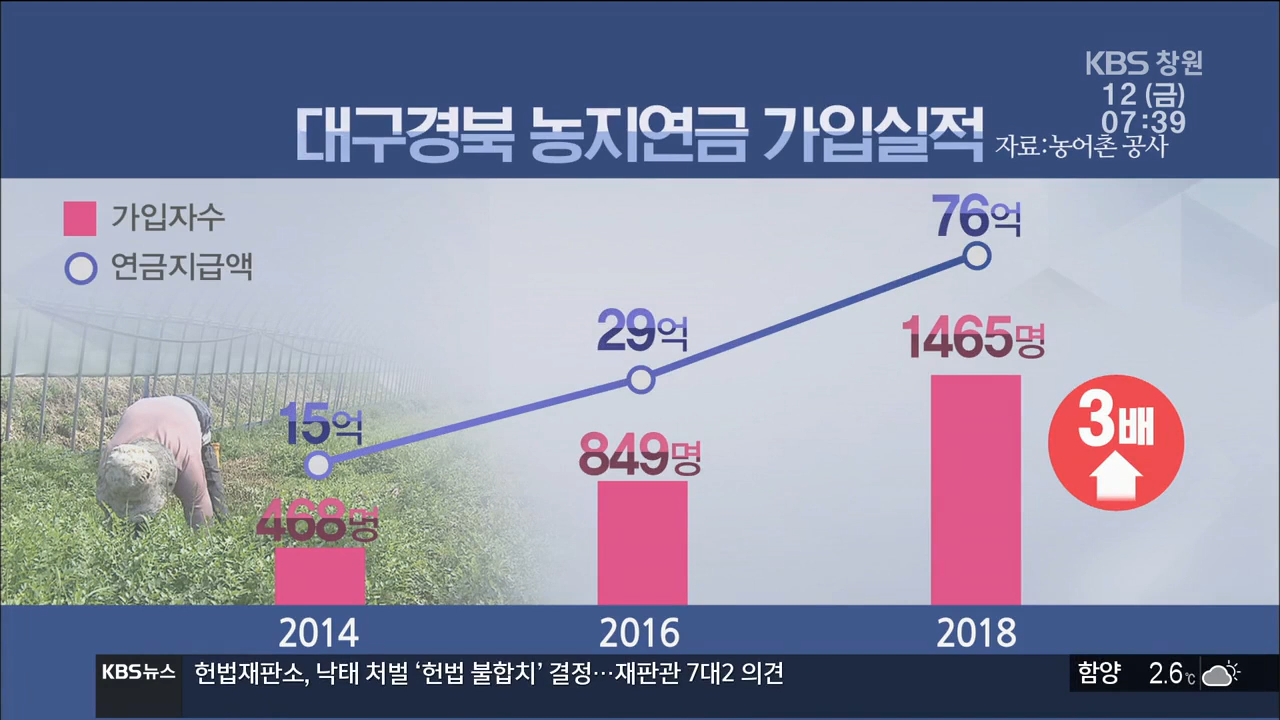 KBS 창원
12 (금)
07:39
대구경북 농지연금 가입실적
자료:농어촌 공사
가입자수
연금지급액
76억
29억
15억
1465명
849명
468명
3배
2014 2016 2018
KBS뉴스 헌법재판소, 낙태 처벌 ‘헌법 불합치’ 결정…재판관 7대2 의견
함양 2.6℃